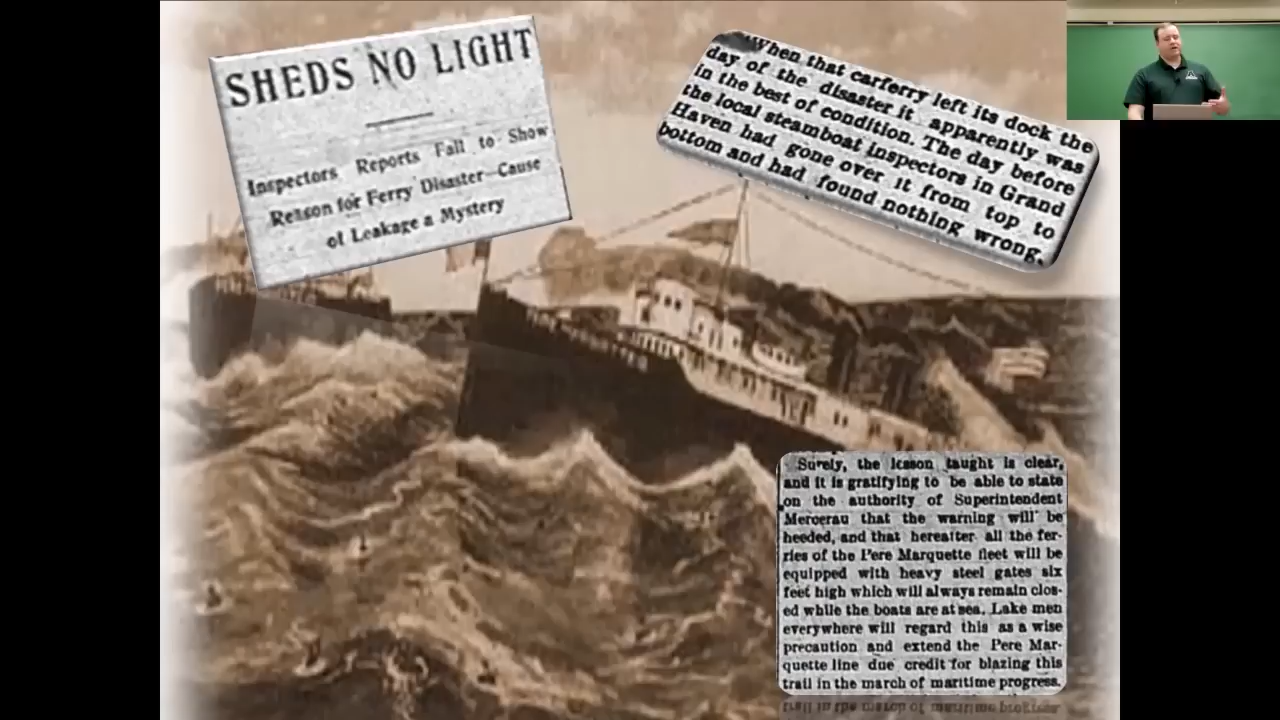 SHEDS NO LIGHT
Inspectors Reports Fail to Show
Reason for Ferry Disaster—Cause
of Leakage a Mystery
When that carferry left its dock the
day of the disaster it apparently was
in the best of condition. The day before
the local steamboat inspectors in Grand
Haven had gone over it from top to
bottom and had found nothing wrong.
Surely, the lesson taught is clear,
and it is gratifying to be able to state
on the authority of Superintendent
Mercerau that the warning will be
heeded, and that hereafter all the fer-
ries of the Pere Marquette fleet will be
equipped with heavy steel gates six
feet high which will always remain clos-
ed while the boats are at sea. Lake men
everywhere will regard this as a wise
precaution and extend the Pere Mar-
quette line due credit for blazing this
trail in the march of maritime progress.